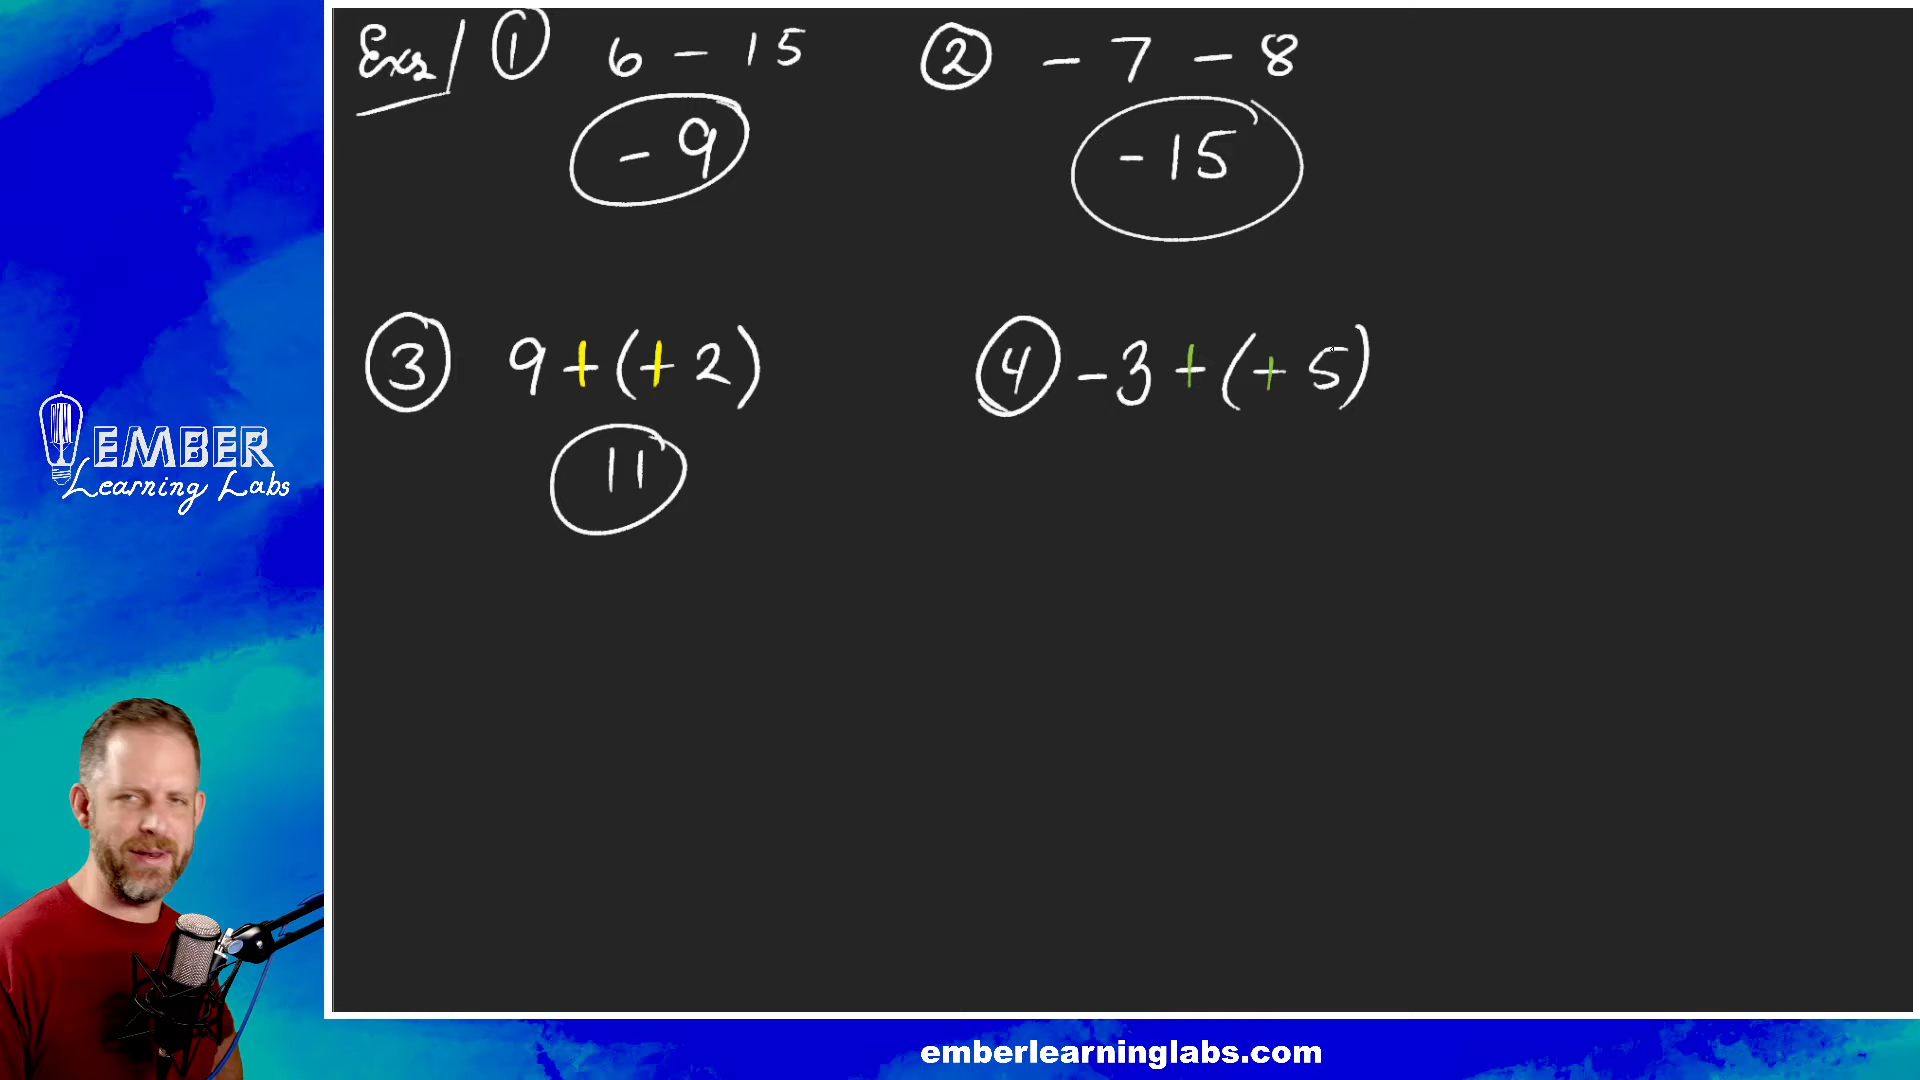 Exs / ① 6 - 15 ② - 7 - 8
- 9 - 15
③ 9 + (+ 2) ④ - 3 + (+ 5)
11
EMBER
Learning Labs
emberlearninglabs.com